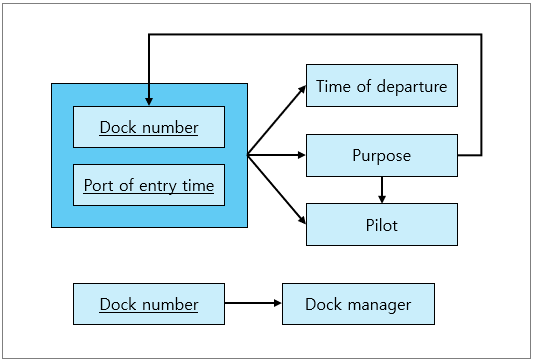 Time of departure
Dock number
Purpose
Port of entry time
Pilot
Dock number
Dock manager